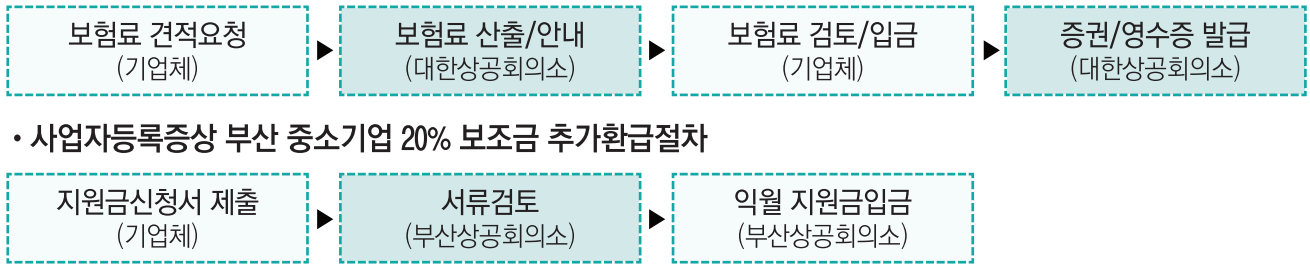 보험료 견적요청
(기업체)
보험료 산출/안내
(대한상공회의소)
보험료 검토/입금
(기업체)
증권/영수증 발급
(대한상공회의소)
• 사업자등록증상 부산 중소기업 20% 보조금 추가환급절차
지원금신청서 제출
(기업체)
서류검토
(부산상공회의소)
익월 지원금입금
(부산상공회의소)